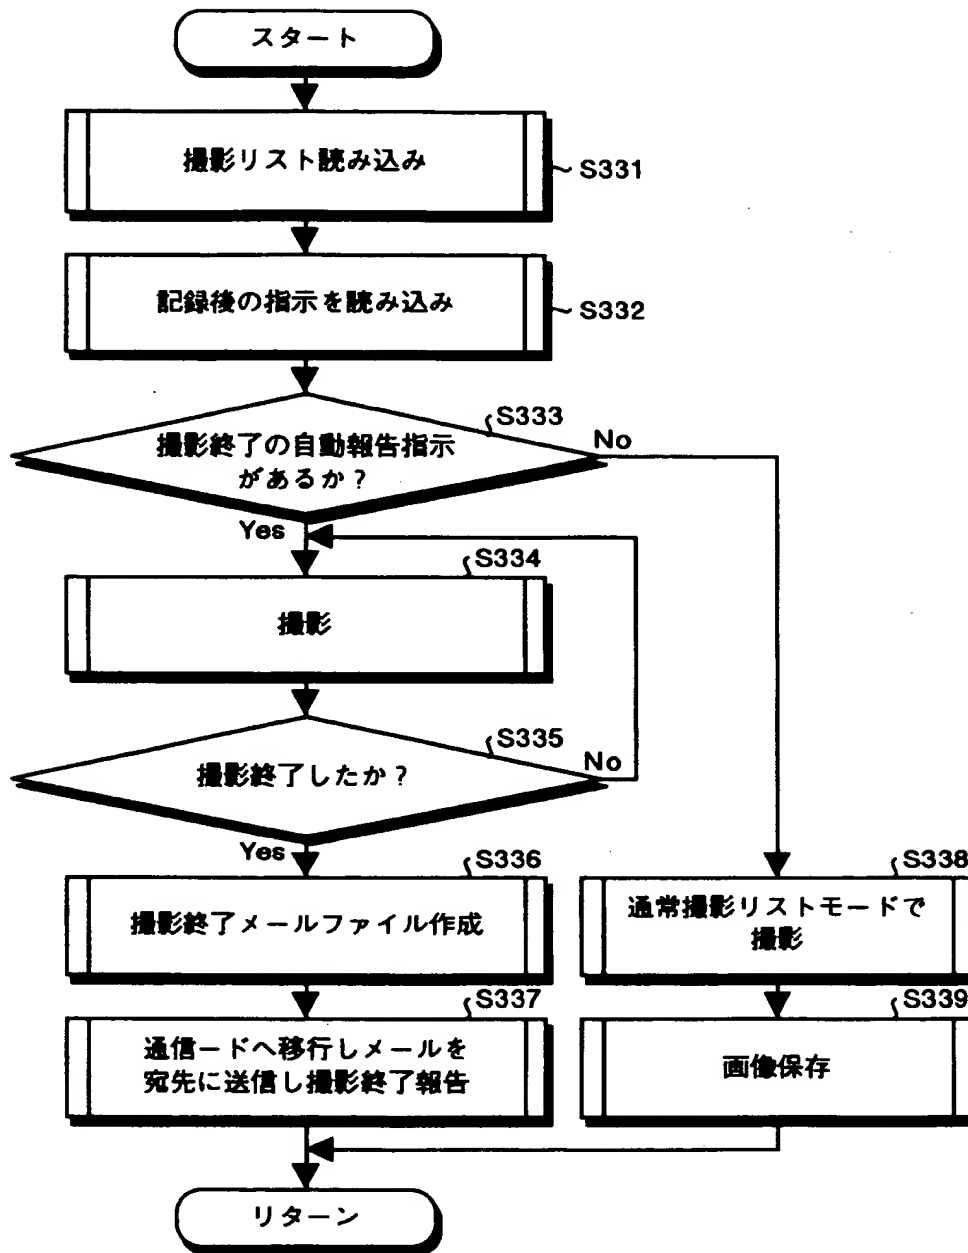 スタート
撮影リスト読み込み
S331
記録後の指示を読み込み
S332
S333
撮影終了の自動報告指示
があるか？
No
Yes
S334
撮影
S335
撮影終了したか？
No
Yes
S336
撮影終了メールファイル作成
S338
通常撮影リストモードで
撮影
S337
通信ードへ移行しメールを
宛先に送信し撮影終了報告
S339
画像保存
リターン